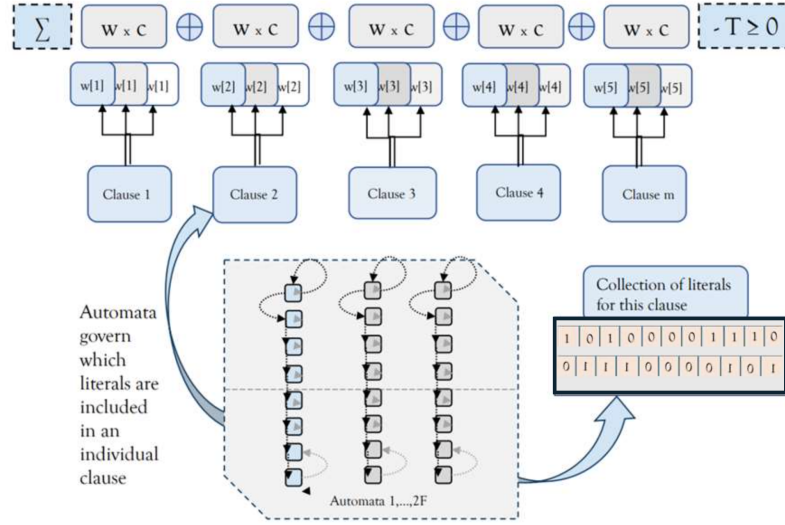 ∑ W x C ⊕ W x C ⊕ W x C ⊕ W x C ⊕ W x C - T ≥ 0
w[1] w[1] w[1] w[2] w[2] w[2] w[3] w[3] w[3] w[4] w[4] w[4] w[5] w[5] w[5]
Clause 1 Clause 2 Clause 3 Clause 4 Clause m
Automata
govern
which
literals are
included
in an
individual
clause
Automata 1,...,2F
Collection of literals
for this clause
1 0 1 0 0 0 0 1 1 1 0
0 1 1 1 0 0 0 0 1 0 1